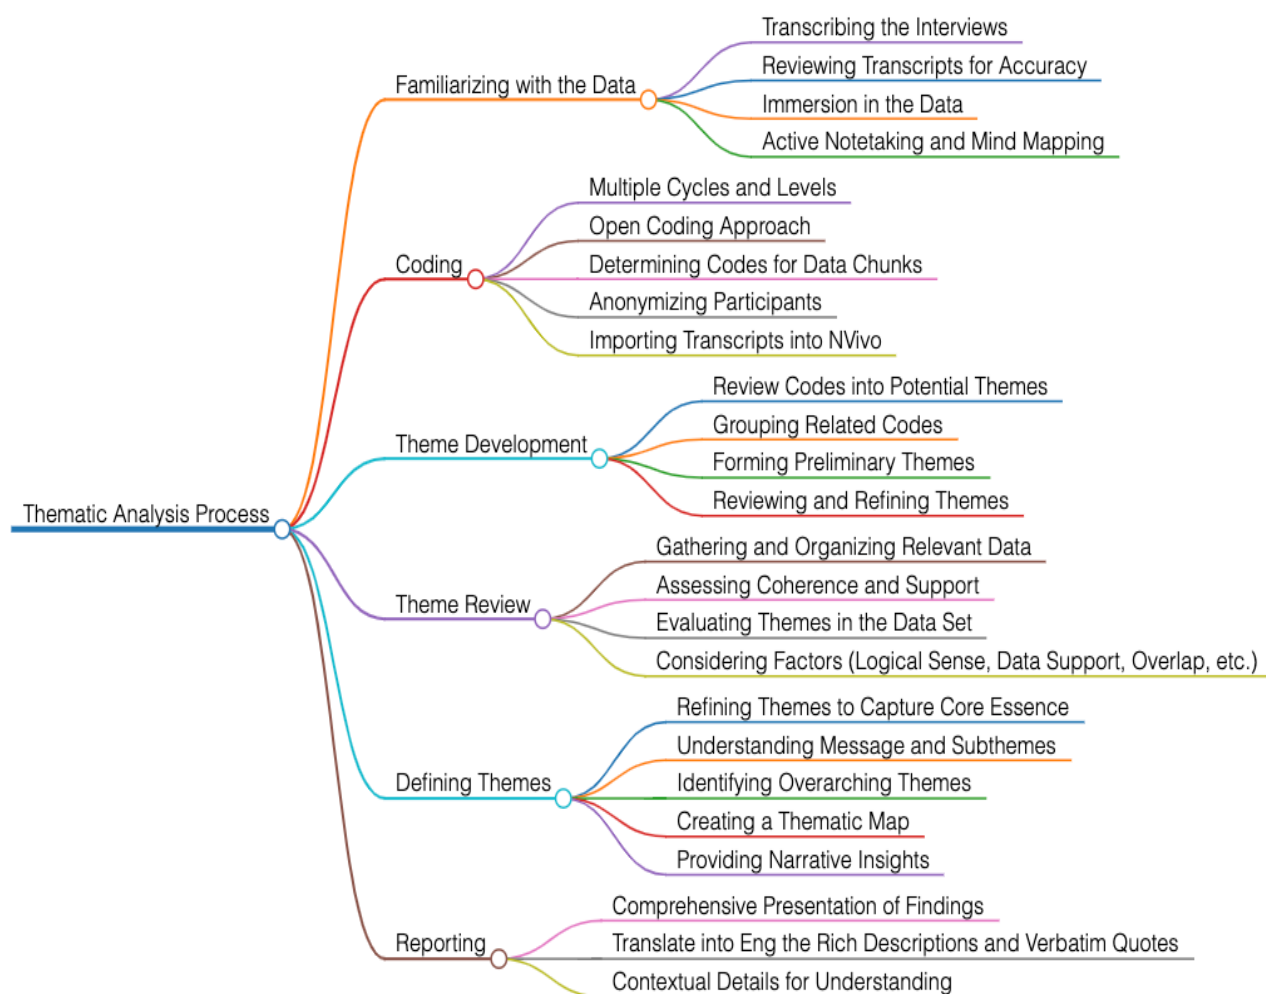 Thematic Analysis Process
Familiarizing with the Data
Transcribing the Interviews
Reviewing Transcripts for Accuracy
Immersion in the Data
Active Notetaking and Mind Mapping
Coding
Multiple Cycles and Levels
Open Coding Approach
Determining Codes for Data Chunks
Anonymizing Participants
Importing Transcripts into NVivo
Theme Development
Review Codes into Potential Themes
Grouping Related Codes
Forming Preliminary Themes
Reviewing and Refining Themes
Theme Review
Gathering and Organizing Relevant Data
Assessing Coherence and Support
Evaluating Themes in the Data Set
Considering Factors (Logical Sense, Data Support, Overlap, etc.)
Defining Themes
Refining Themes to Capture Core Essence
Understanding Message and Subthemes
Identifying Overarching Themes
Creating a Thematic Map
Providing Narrative Insights
Reporting
Comprehensive Presentation of Findings
Translate into Eng the Rich Descriptions and Verbatim Quotes
Contextual Details for Understanding